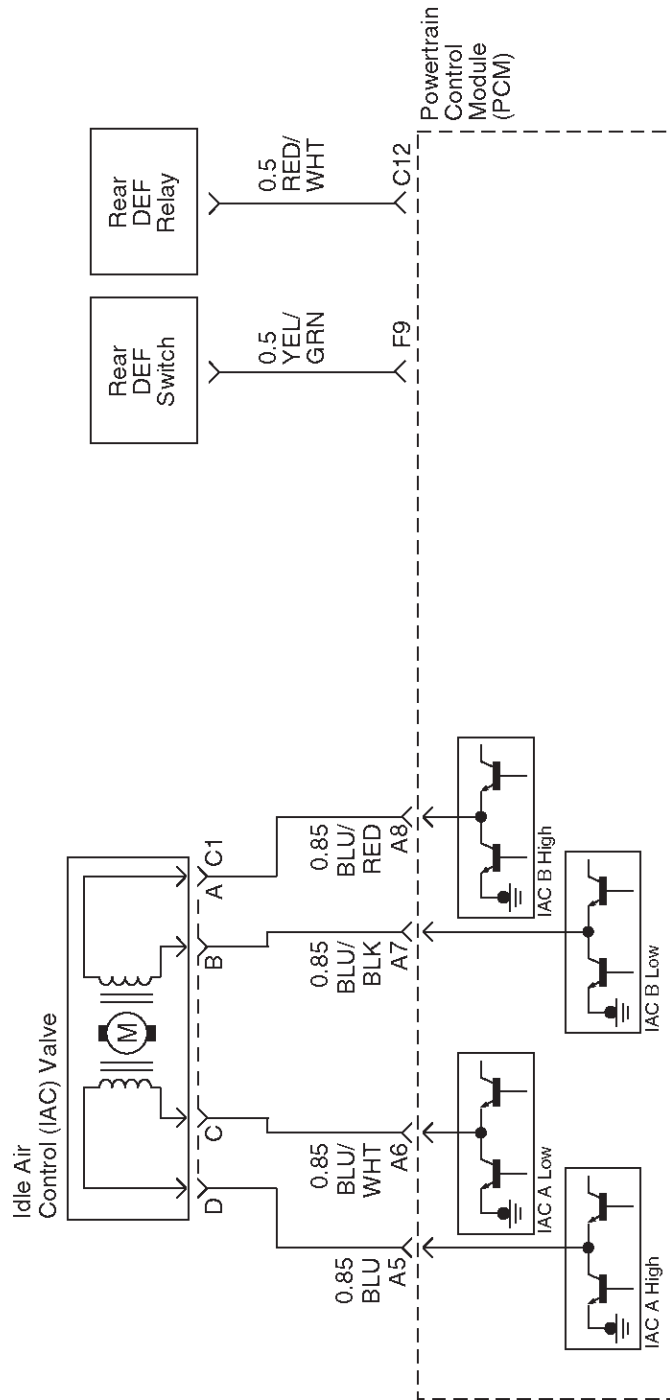 Idle Air
Control (IAC) Valve
M
D
C
B
A
C1
0.85
BLU
A5
0.85
BLU/
WHT
A6
0.85
BLU/
BLK
A7
0.85
BLU/
RED
A8
IAC A High
IAC A Low
IAC B Low
IAC B High
Rear
DEF
Switch
0.5
YEL/
GRN
F9
Rear
DEF
Relay
0.5
RED/
WHT
C12
Powertrain
Control
Module
(PCM)